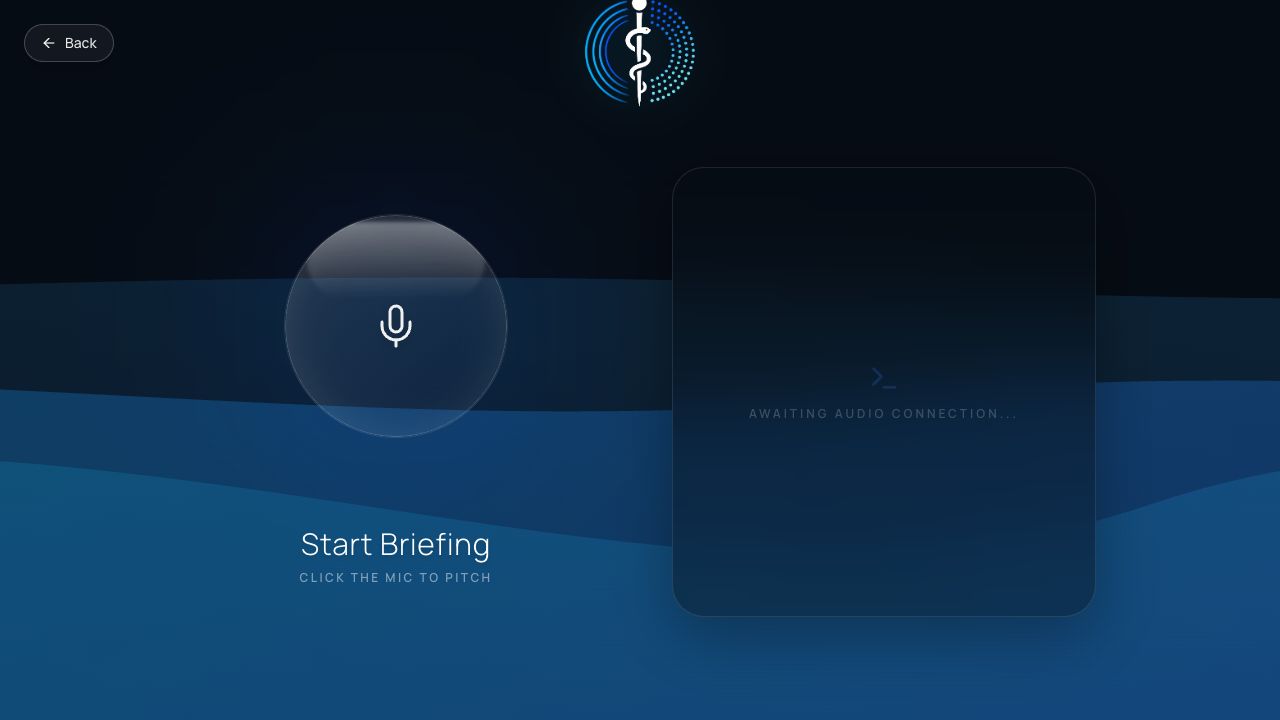 Back
Start Briefing
CLICK THE MIC TO PITCH
AWAITING AUDIO CONNECTION...